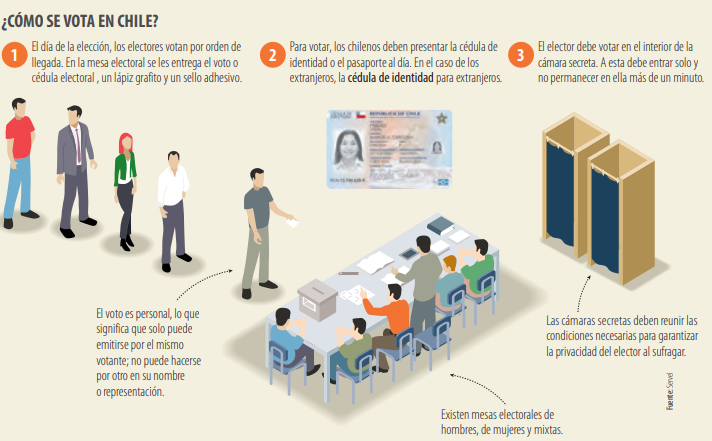 ¿CÓMO SE VOTA EN CHILE?
1
El día de la elección, los electores votan por orden de
llegada. En la mesa electoral se les entrega el voto o
cédula electoral , un lápiz grafito y un sello adhesivo.
2
Para votar, los chilenos deben presentar la cédula de
identidad o el pasaporte al día. En el caso de los
extranjeros, la cédula de identidad para extranjeros.
3
El elector debe votar en el interior de la
cámara secreta. A esta debe entrar solo y
no permanecer en ella más de un minuto.
REPÚBLICA DE CHILE
El voto es personal, lo que
significa que solo puede
emitirse por el mismo
votante; no puede hacerse
por otro en su nombre
o representación.
Las cámaras secretas deben reunir las
condiciones necesarias para garantizar
la privacidad del elector al sufragar.
Existen mesas electorales de
hombres, de mujeres y mixtas.
Fuente: Servel